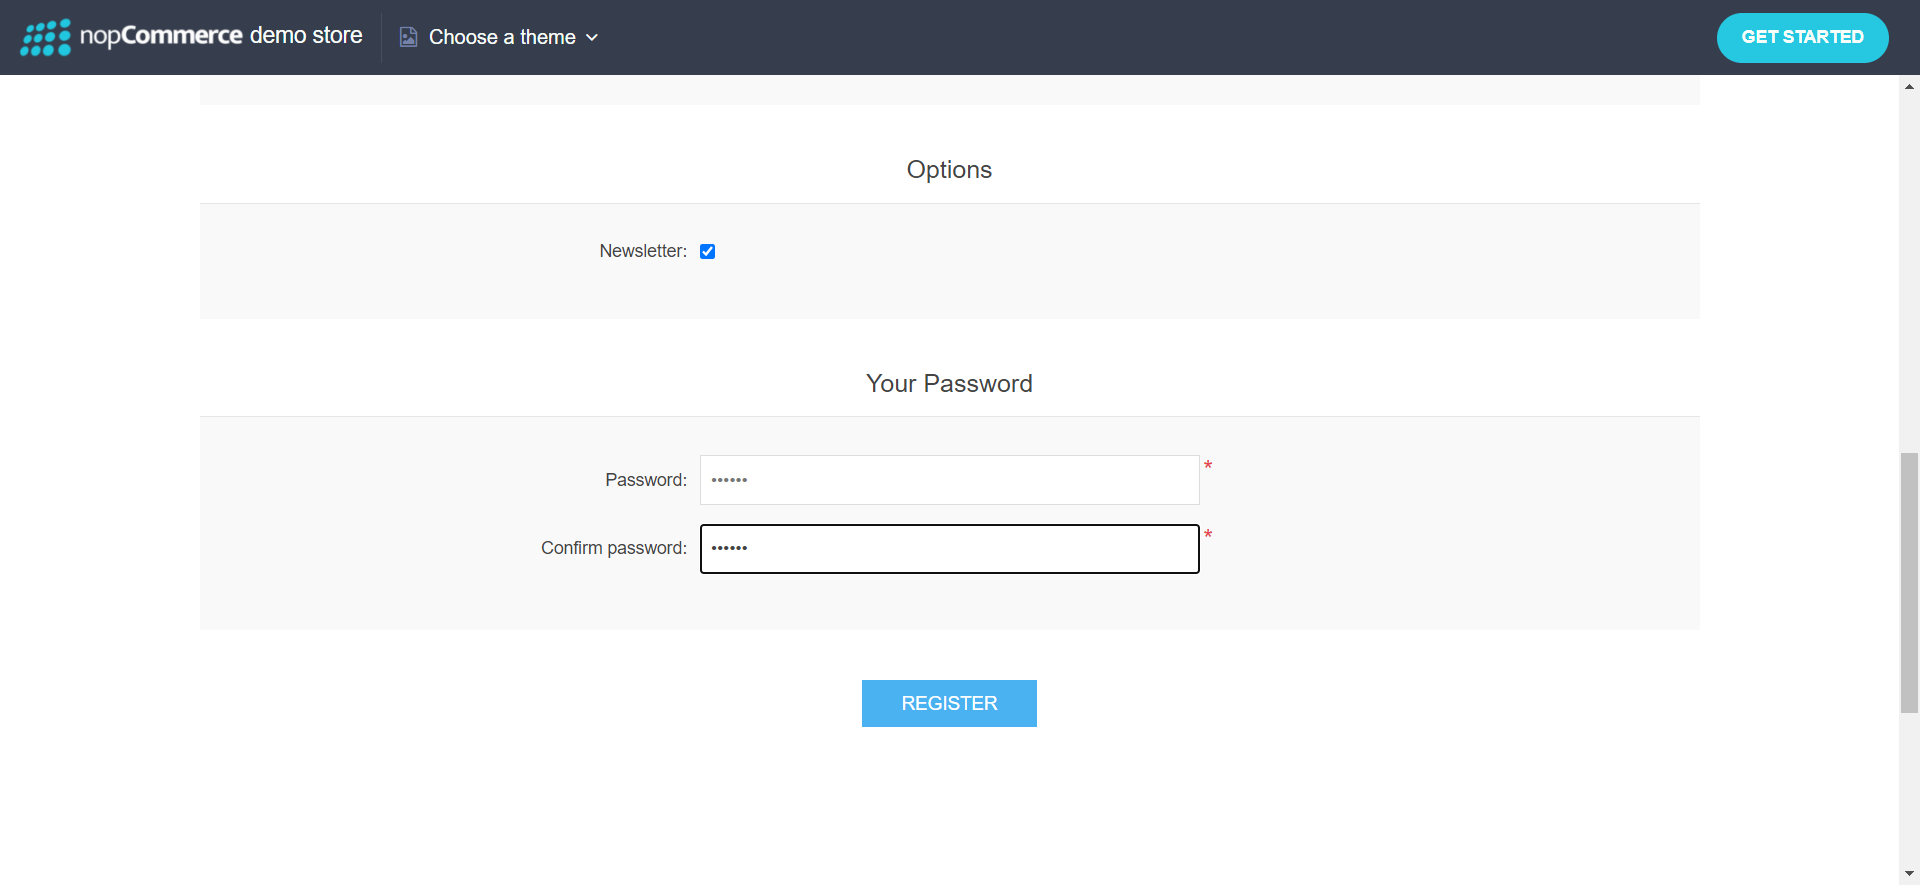 nopCommerce demo store Choose a theme GET STARTED
Options
Newsletter:
Your Password
Password: •••••• *
Confirm password: •••••• *
REGISTER